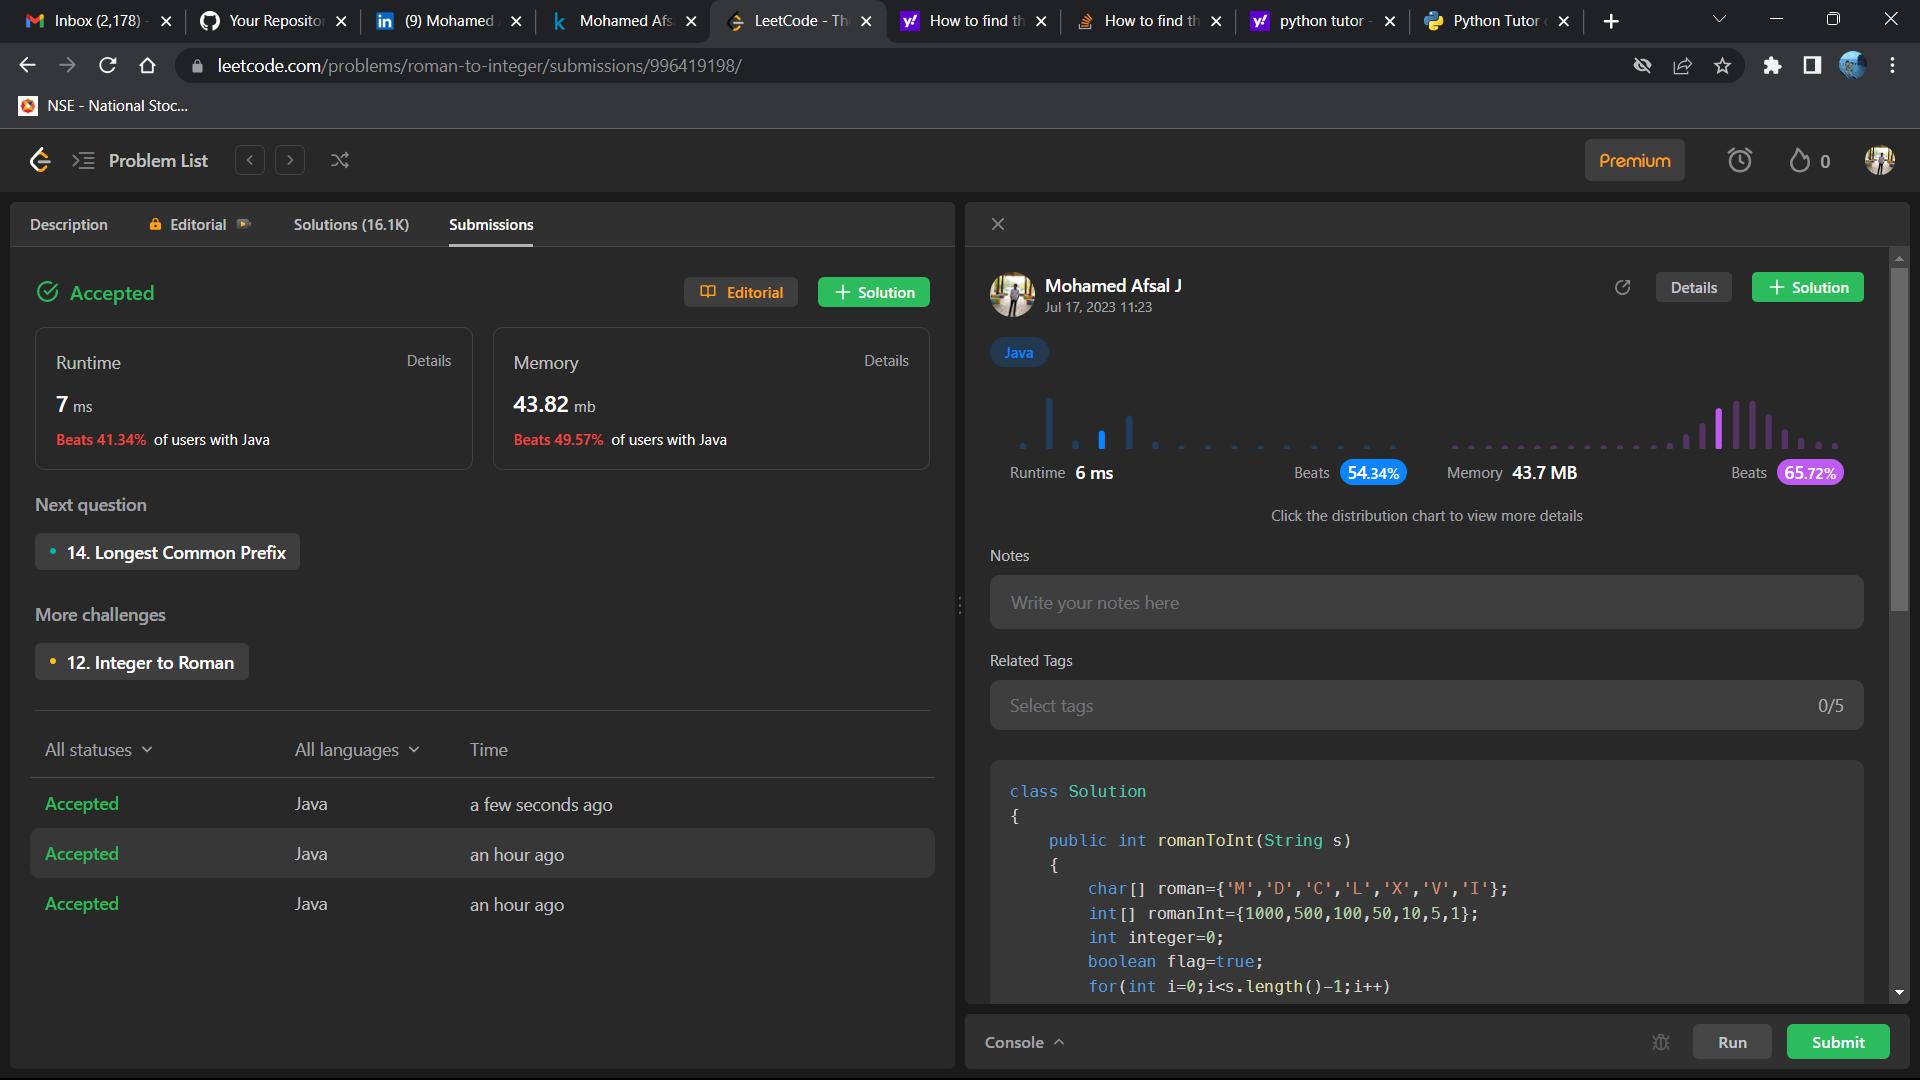 Inbox (2,178) -
Your Repositor
(9) Mohamed
Mohamed Afs
LeetCode - Th
How to find th
How to find th
python tutor -
Python Tutor
leetcode.com/problems/roman-to-integer/submissions/996419198/
NSE - National Stoc...
Problem List
Premium
0
Description
Editorial
Solutions (16.1K)
Submissions
Accepted
Editorial
+ Solution
Runtime
Details
7 ms
Beats 41.34% of users with Java
Memory
Details
43.82 mb
Beats 49.57% of users with Java
Next question
14. Longest Common Prefix
More challenges
12. Integer to Roman
All statuses
All languages
Time
Accepted
Java
a few seconds ago
Accepted
Java
an hour ago
Accepted
Java
an hour ago
Mohamed Afsal J
Jul 17, 2023 11:23
Details
+ Solution
Java
Runtime 6 ms
Beats 54.34%
Memory 43.7 MB
Beats 65.72%
Click the distribution chart to view more details
Notes
Write your notes here
Related Tags
Select tags
0/5
class Solution
{
public int romanToInt(String s)
{
char[] roman={'M','D','C','L','X','V','I'};
int[] romanInt={1000,500,100,50,10,5,1};
int integer=0;
boolean flag=true;
for(int i=0;i<s.length()-1;i++)
Console
Run
Submit